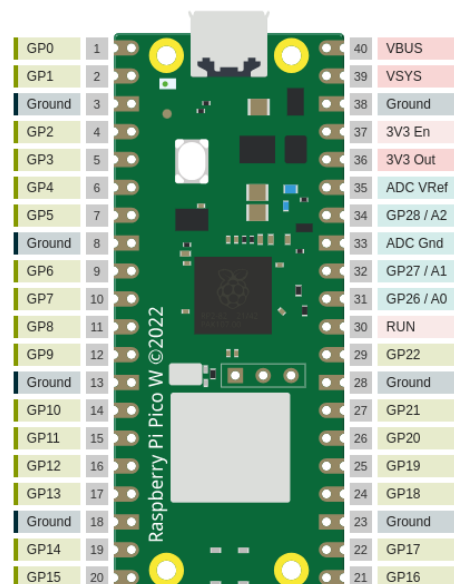 GP0 1 40 VBUS
GP1 2 39 VSYS
Ground 3 38 Ground
GP2 4 37 3V3 En
GP3 5 36 3V3 Out
GP4 6 35 ADC VRef
GP5 7 34 GP28 / A2
Ground 8 33 ADC Gnd
GP6 9 32 GP27 / A1
GP7 10 31 GP26 / A0
GP8 11 30 RUN
GP9 12 29 GP22
Ground 13 28 Ground
GP10 14 27 GP21
GP11 15 26 GP20
GP12 16 25 GP19
GP13 17 24 GP18
Ground 18 23 Ground
GP14 19 22 GP17
GP15 20 21 GP16
Raspberry Pi Pico W ©2022